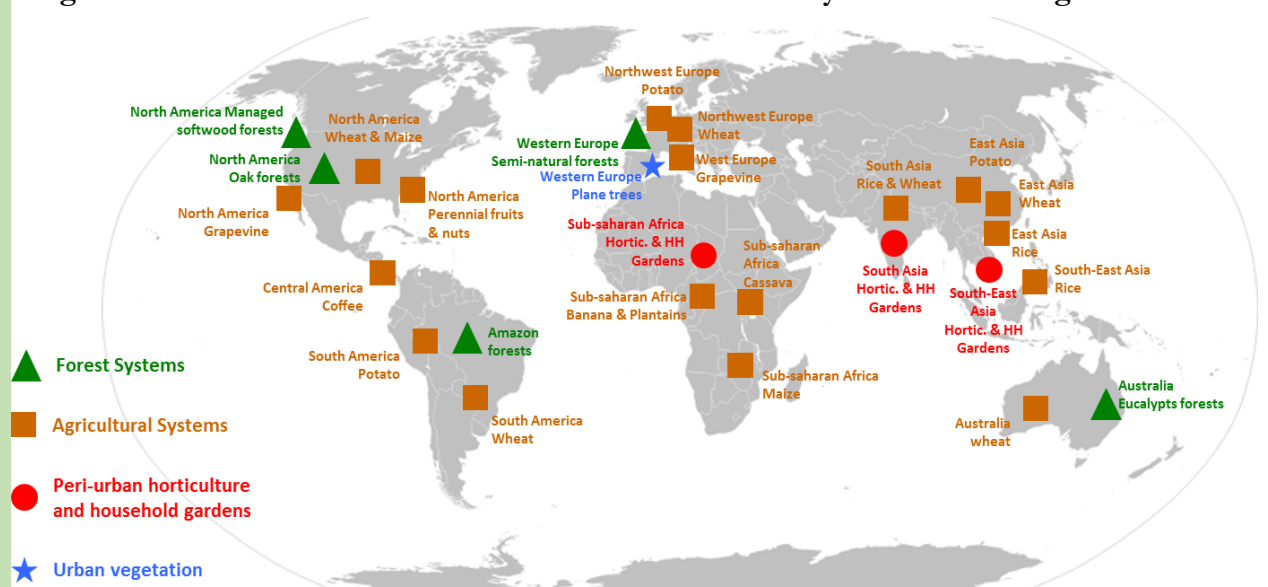 North America Managed
softwood forests
North America
Oak forests
North America
Wheat & Maize
North America
Grapevine
North America
Perennial fruits
& nuts
Central America
Coffee
South America
Potato
Amazon
forests
South America
Wheat
Northwest Europe
Potato
Northwest Europe
Wheat
Western Europe
Semi-natural forests
Western Europe
Plane trees
West Europe
Grapevine
Sub-saharan Africa
Hortic. & HH
Gardens
Sub-saharan
Africa
Cassava
Sub-saharan Africa
Banana & Plantains
Sub-saharan Africa
Maize
South Asia
Rice & Wheat
East Asia
Potato
East Asia
Wheat
East Asia
Rice
South Asia
Hortic. & HH
Gardens
South-East
Asia
Hortic. & HH
Gardens
South-East Asia
Rice
Australia
Eucalypts forests
Australia
wheat
Forest Systems
Agricultural Systems
Peri-urban horticulture
and household gardens
Urban vegetation